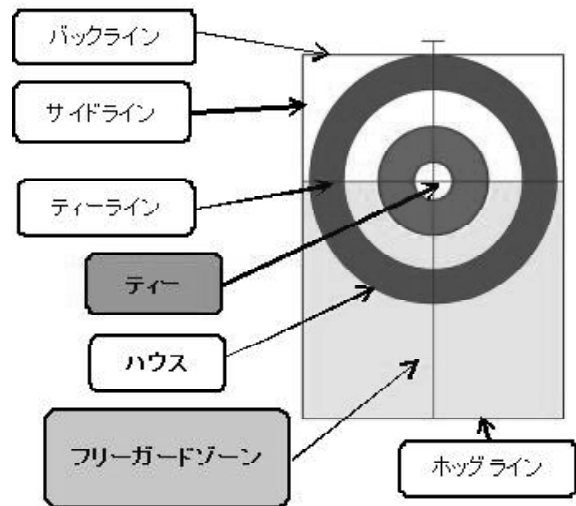 バックライン
サイドライン
ティーライン
ティー
ハウス
フリーガードゾーン
ホッグライン